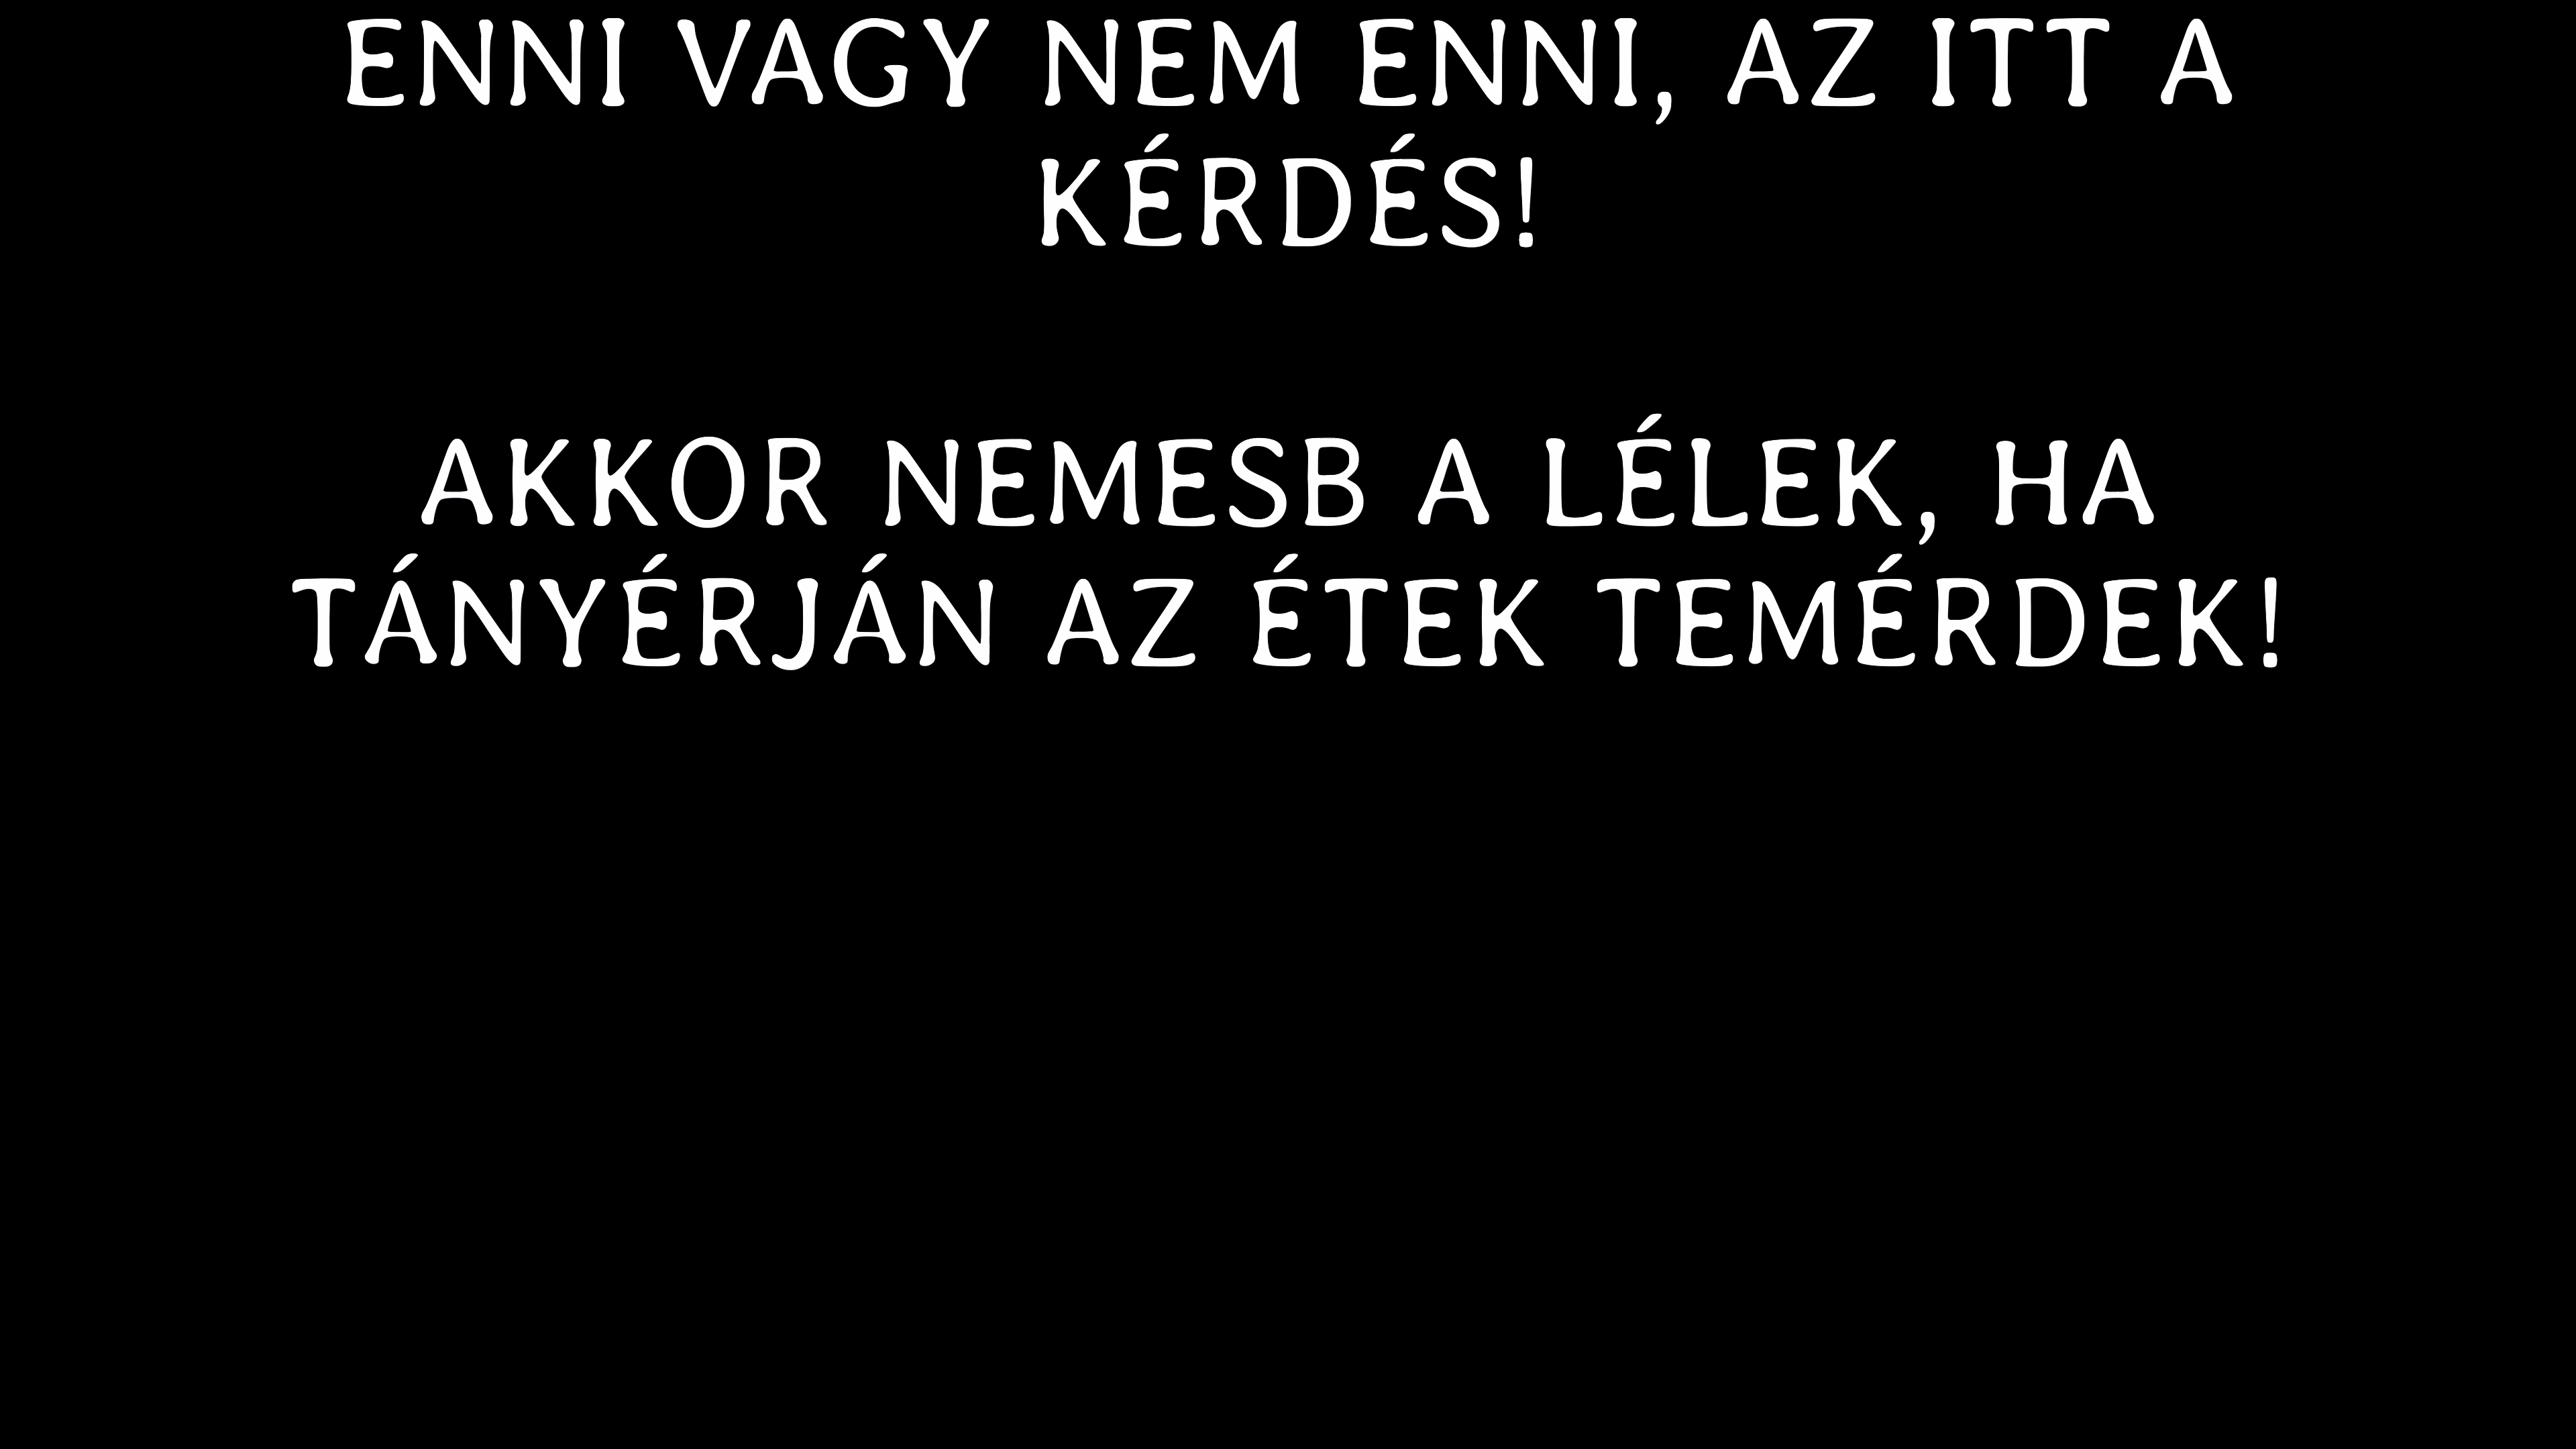 ENNI VAGY NEM ENNI, AZ ITT A
KÉRDÉS!
AKKOR NEMESB A LÉLEK, HA
TÁNYÉRJÁN AZ ÉTEK TEMÉRDEK!